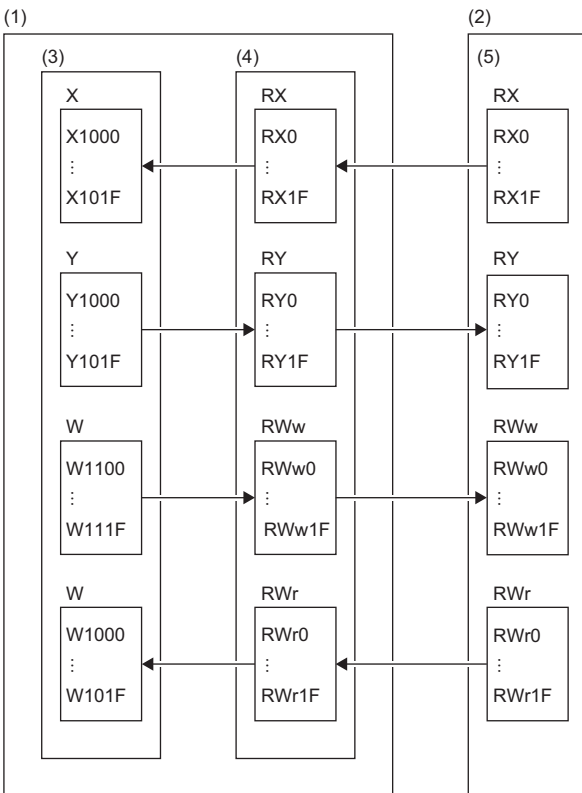 (1) (2)
(3) (4) (5)
X RX RX
X1000 RX0 RX0
⋮ ⋮ ⋮
X101F RX1F RX1F
Y RY RY
Y1000 RY0 RY0
⋮ ⋮ ⋮
Y101F RY1F RY1F
W RWw RWw
W1100 RWw0 RWw0
⋮ ⋮ ⋮
W111F RWw1F RWw1F
W RWr RWr
W1000 RWr0 RWr0
⋮ ⋮ ⋮
W101F RWr1F RWr1F